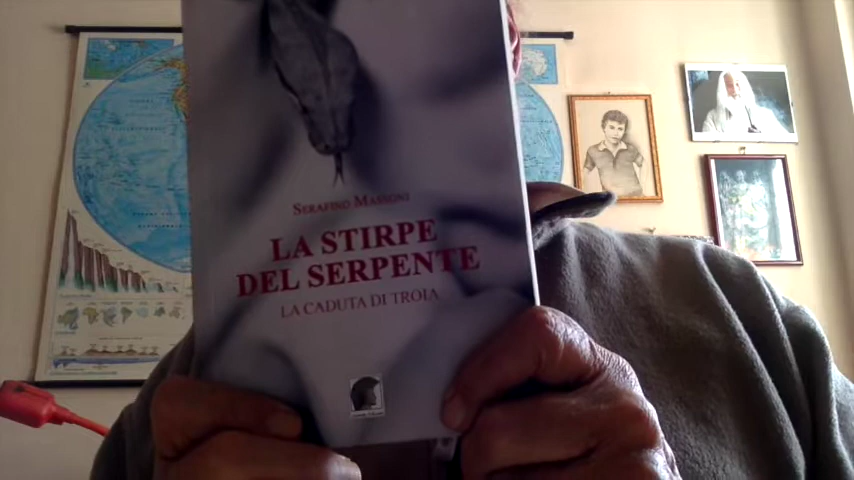 SERAFINO MASSONI
LA STIRPE
DEL SERPENTE
LA CADUTA DI TROIA